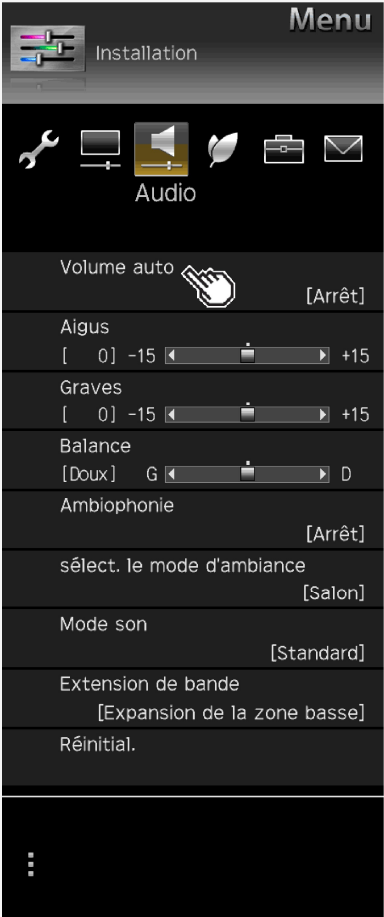 Menu
Installation
Audio
Volume auto
[Arrêt]
Aigus
[ 0] -15 +15
Graves
[ 0] -15 +15
Balance
[Doux] G D
Ambiophonie
[Arrêt]
sélect. le mode d'ambiance
[Salon]
Mode son
[Standard]
Extension de bande
[Expansion de la zone basse]
Réinitial.